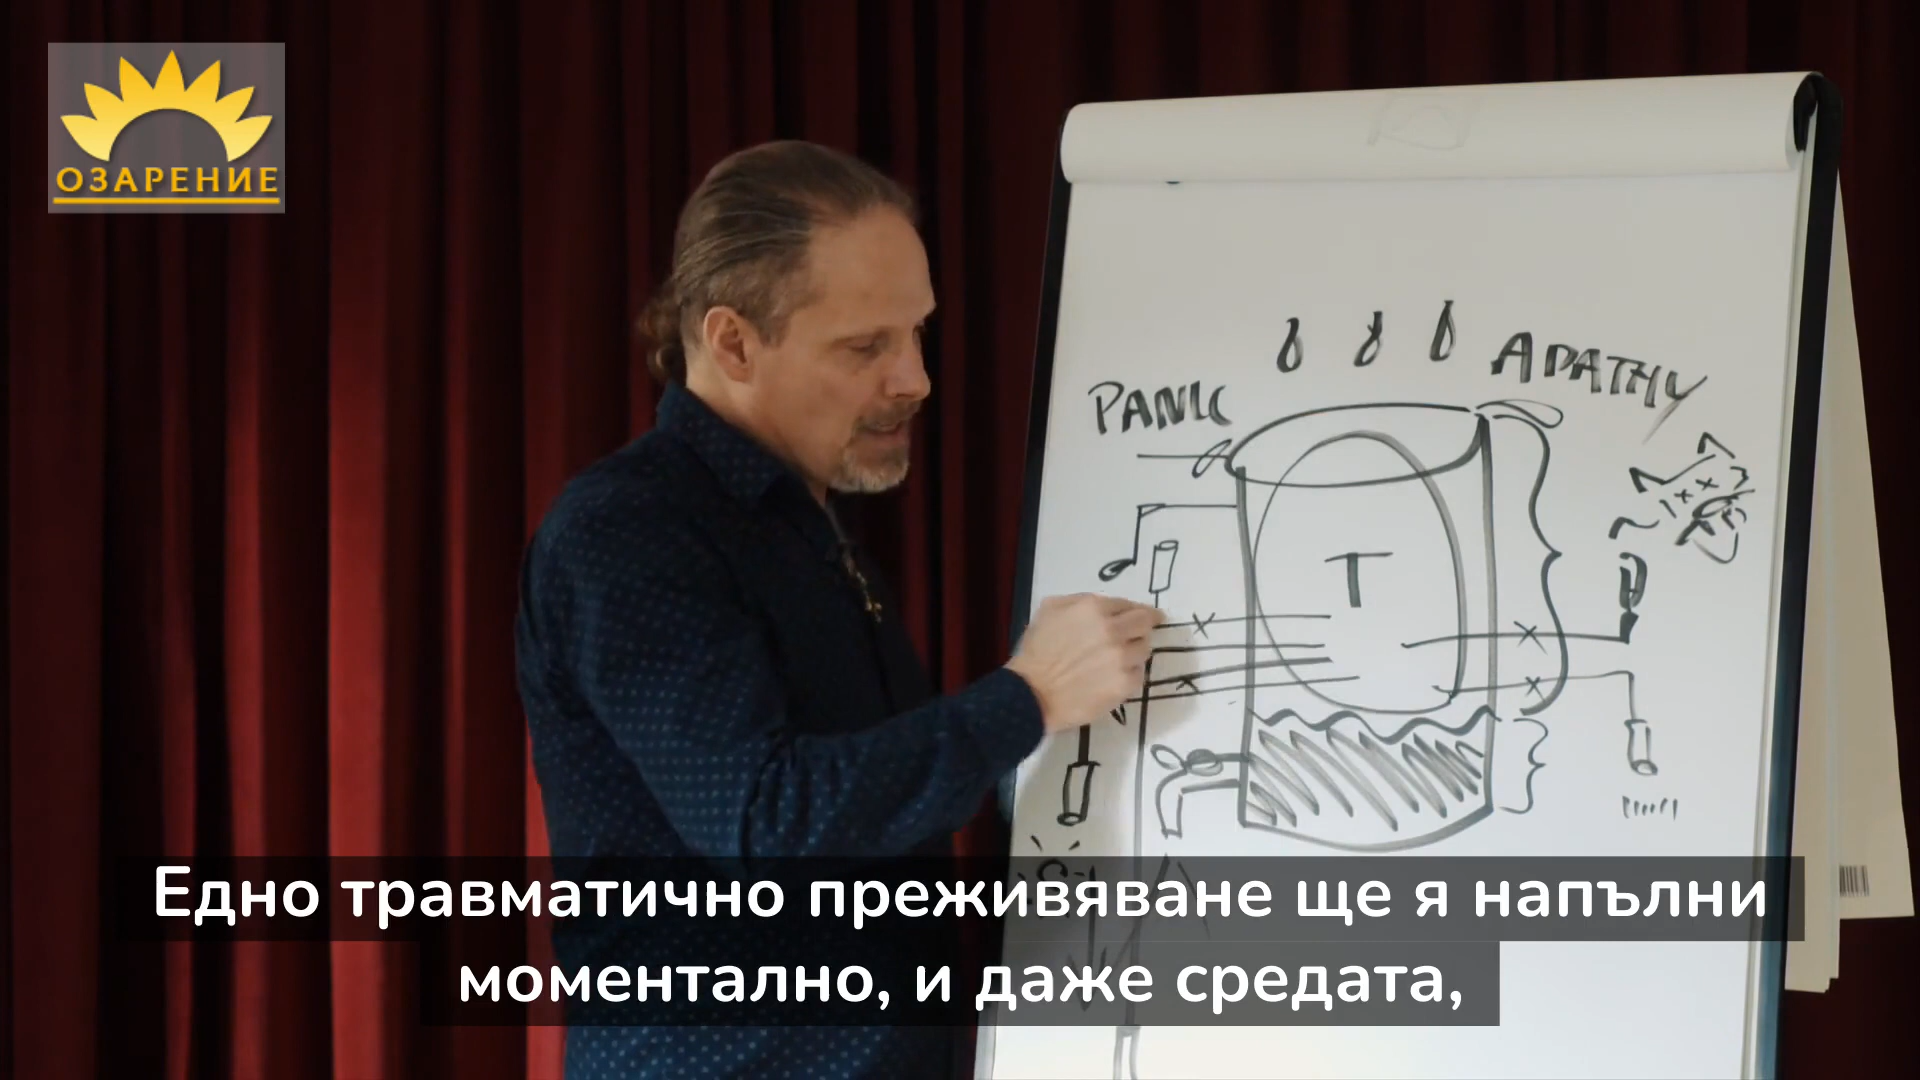 ОЗАРЕНИЕ
PANIC
APATHY
T
Едно травматично преживяване ще я напълни
моментално, и даже средата,